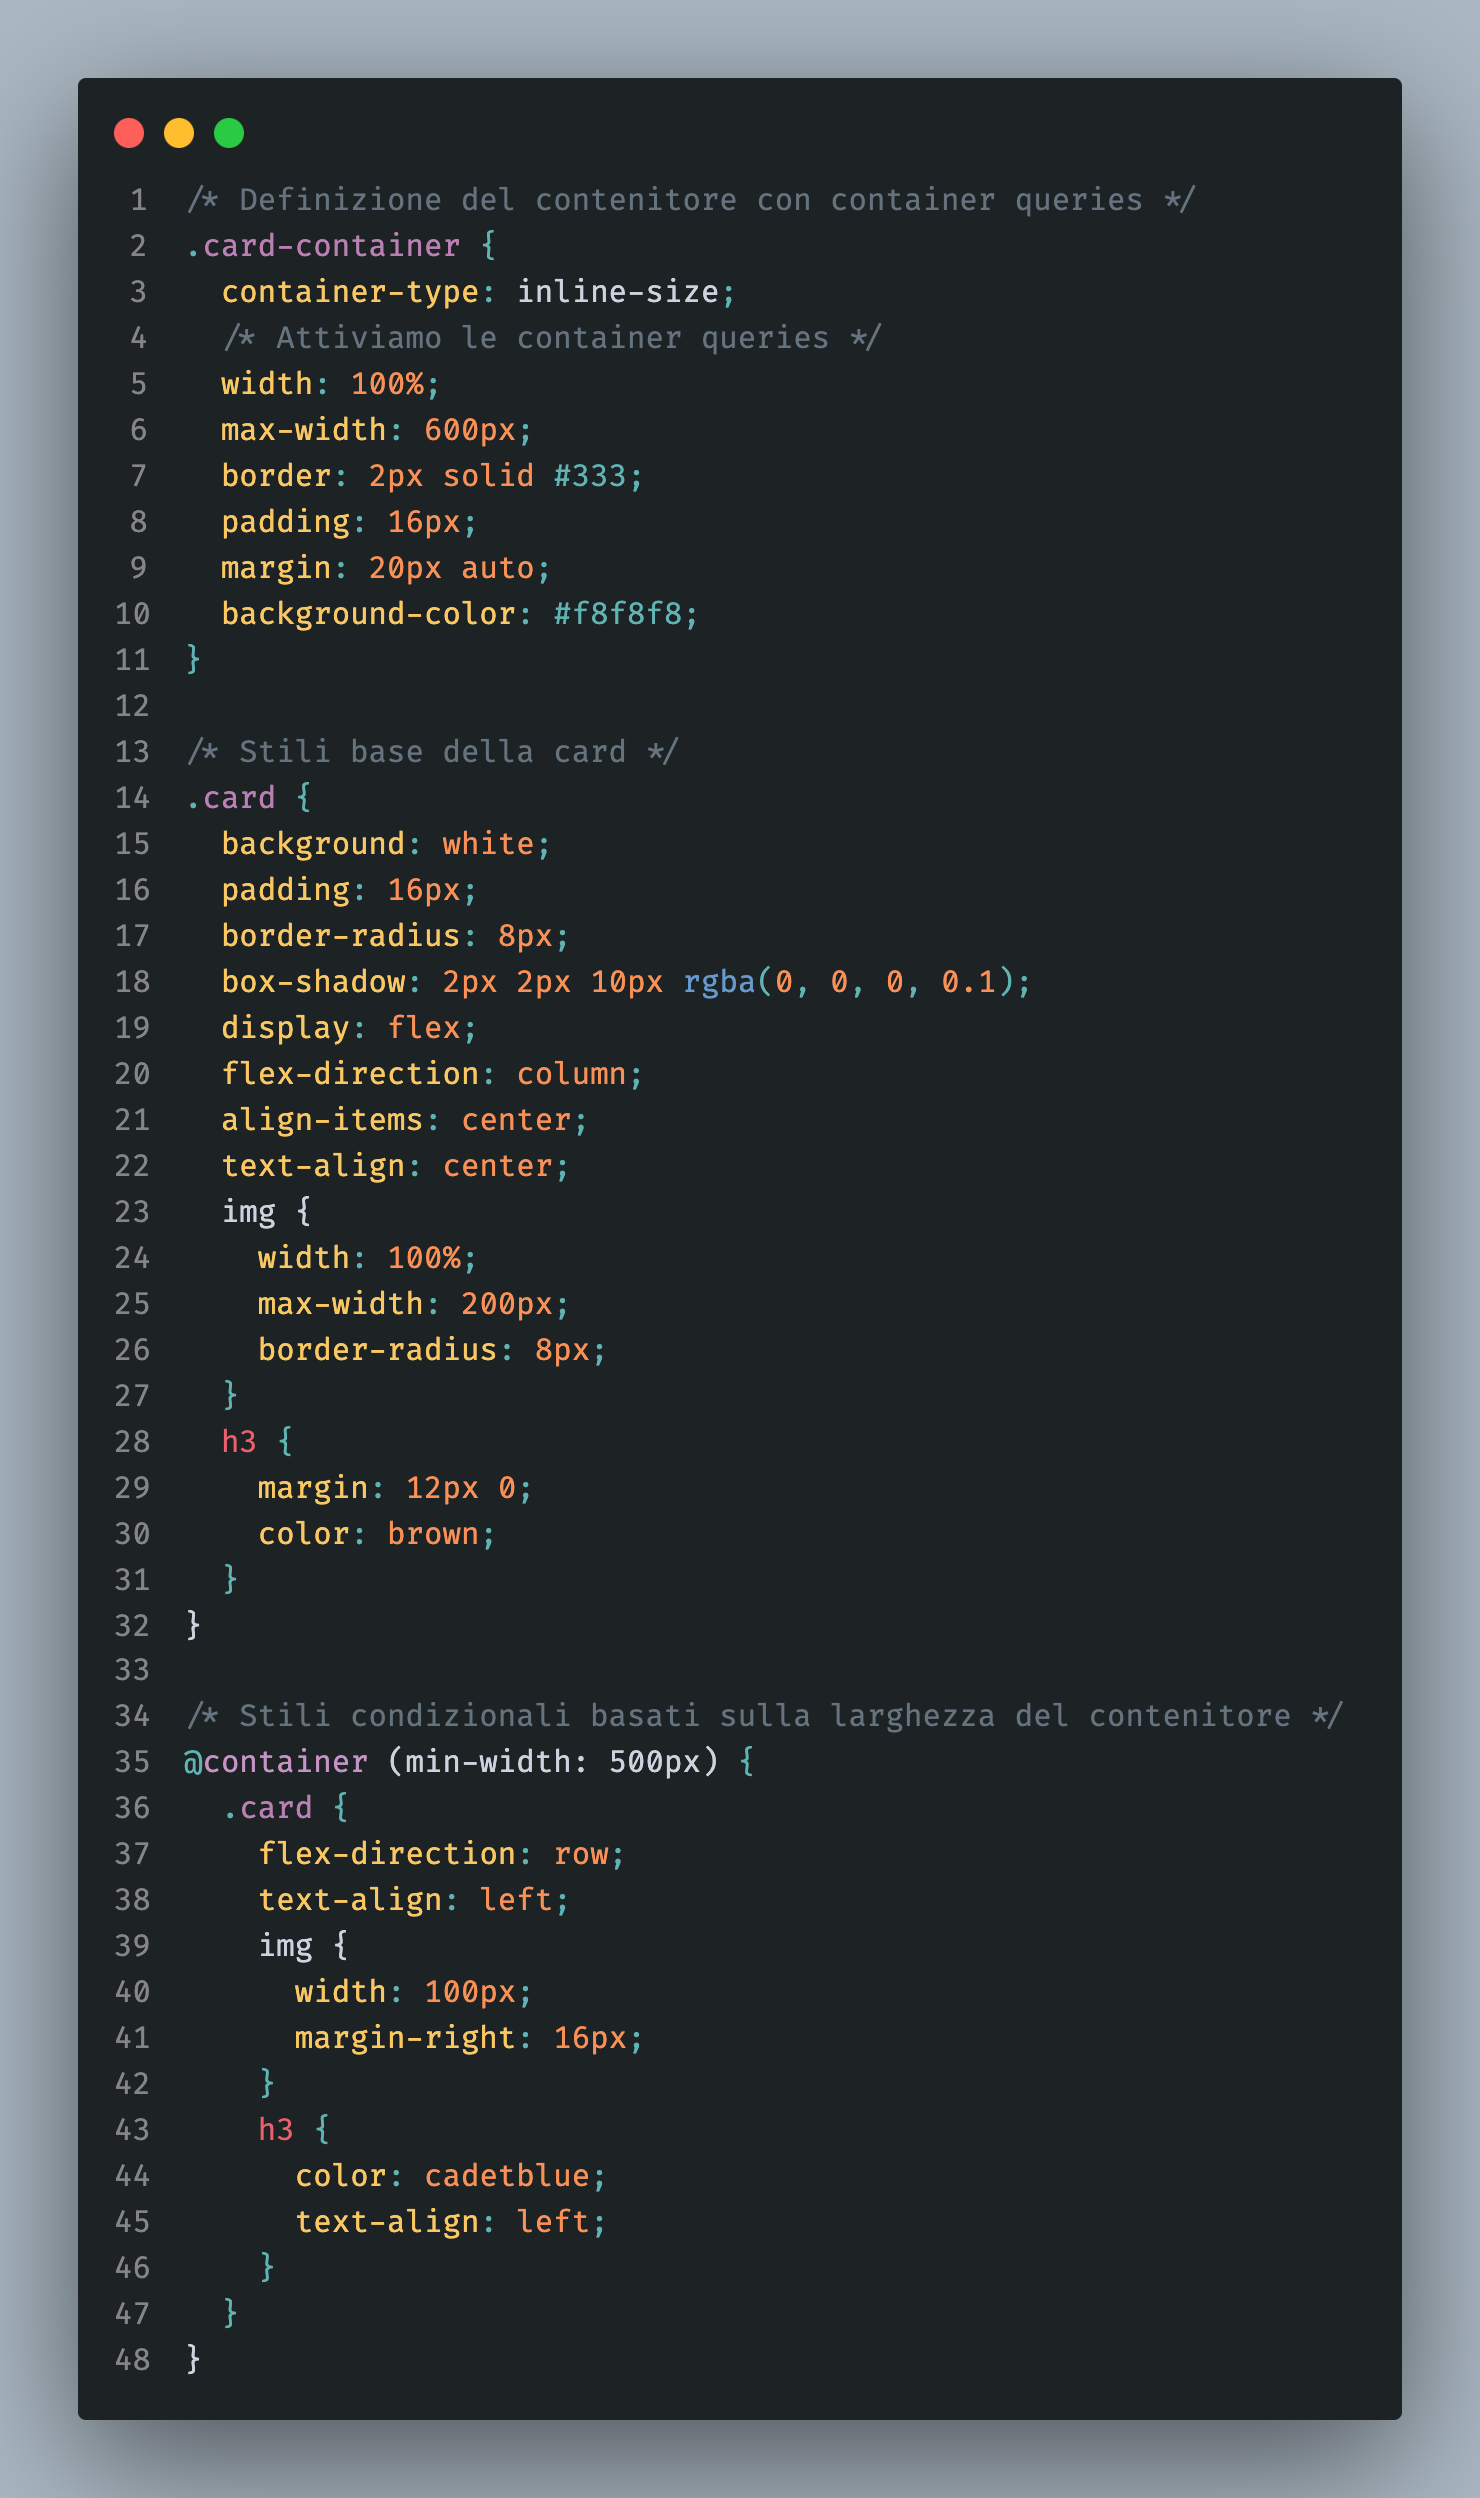 1 /* Definizione del contenitore con container queries */
2 .card-container {
3   container-type: inline-size;
4   /* Attiviamo le container queries */
5   width: 100%;
6   max-width: 600px;
7   border: 2px solid #333;
8   padding: 16px;
9   margin: 20px auto;
10   background-color: #f8f8f8;
11 }
12
13 /* Stili base della card */
14 .card {
15   background: white;
16   padding: 16px;
17   border-radius: 8px;
18   box-shadow: 2px 2px 10px rgba(0, 0, 0, 0.1);
19   display: flex;
20   flex-direction: column;
21   align-items: center;
22   text-align: center;
23   img {
24     width: 100%;
25     max-width: 200px;
26     border-radius: 8px;
27   }
28   h3 {
29     margin: 12px 0;
30     color: brown;
31   }
32 }
33
34 /* Stili condizionali basati sulla larghezza del contenitore */
35 @container (min-width: 500px) {
36   .card {
37     flex-direction: row;
38     text-align: left;
39     img {
40       width: 100px;
41       margin-right: 16px;
42     }
43     h3 {
44       color: cadetblue;
45       text-align: left;
46     }
47   }
48 }